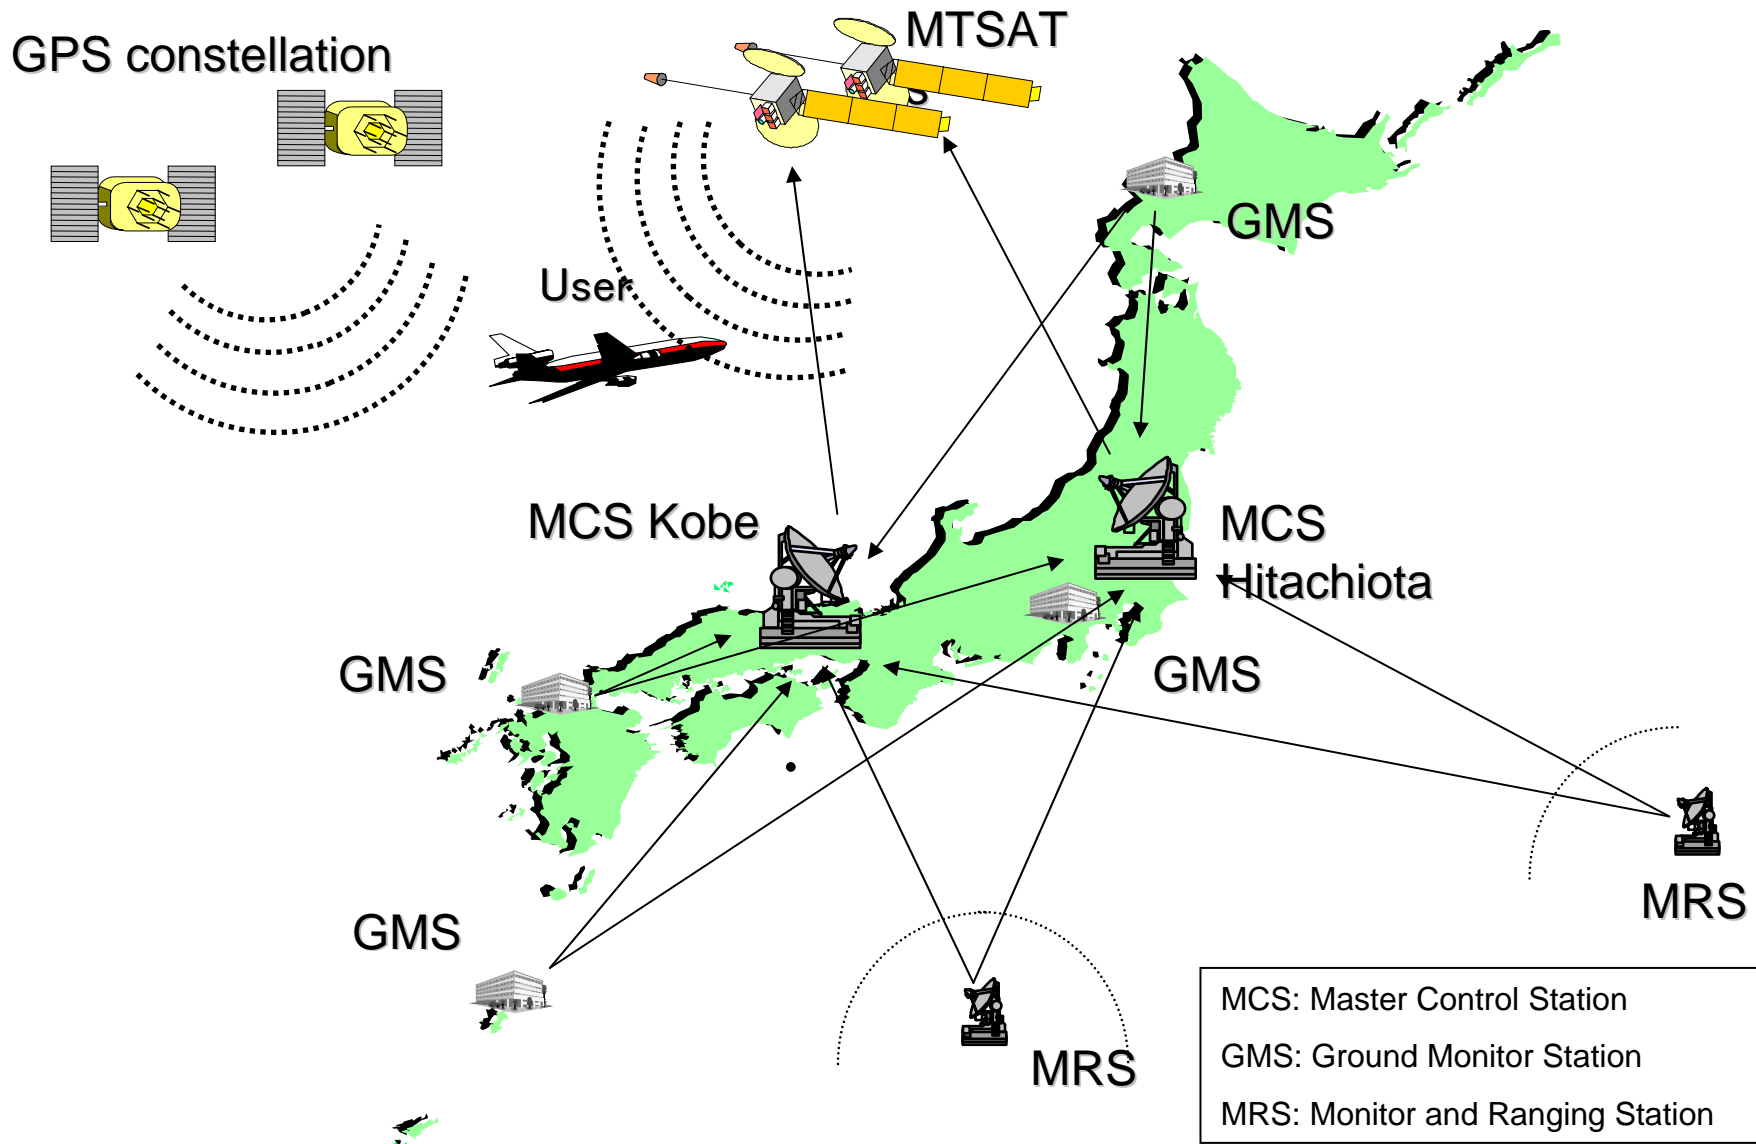 MTSAT
s
GPS constellation
GMS
User
MCS Kobe
MCS
Hitachiota
GMS
GMS
GMS
MRS
MRS
MCS: Master Control Station
GMS: Ground Monitor Station
MRS: Monitor and Ranging Station